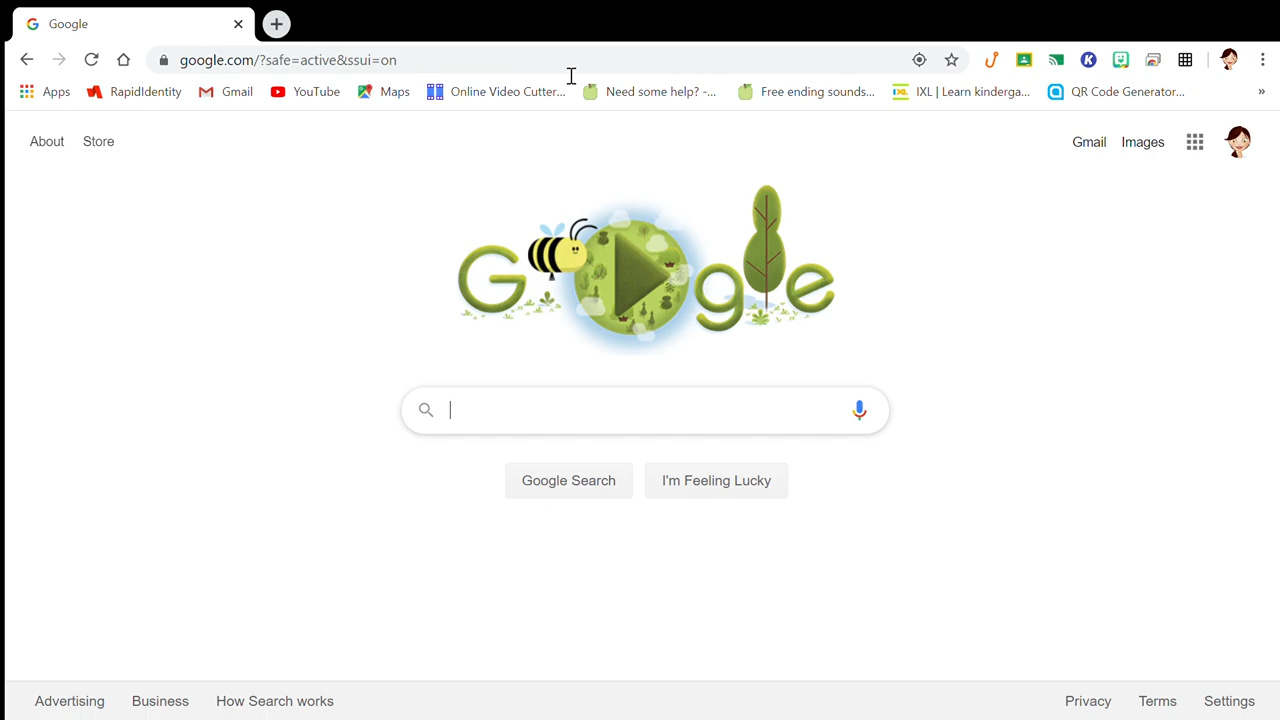 Google
google.com/?safe=active&ssui=on
Apps RapidIdentity Gmail YouTube Maps Online Video Cutter... Need some help? -... Free ending sounds... IXL | Learn kinderga... QR Code Generator... »
About Store Gmail Images
Google
Google Search I'm Feeling Lucky
Advertising Business How Search works Privacy Terms Settings